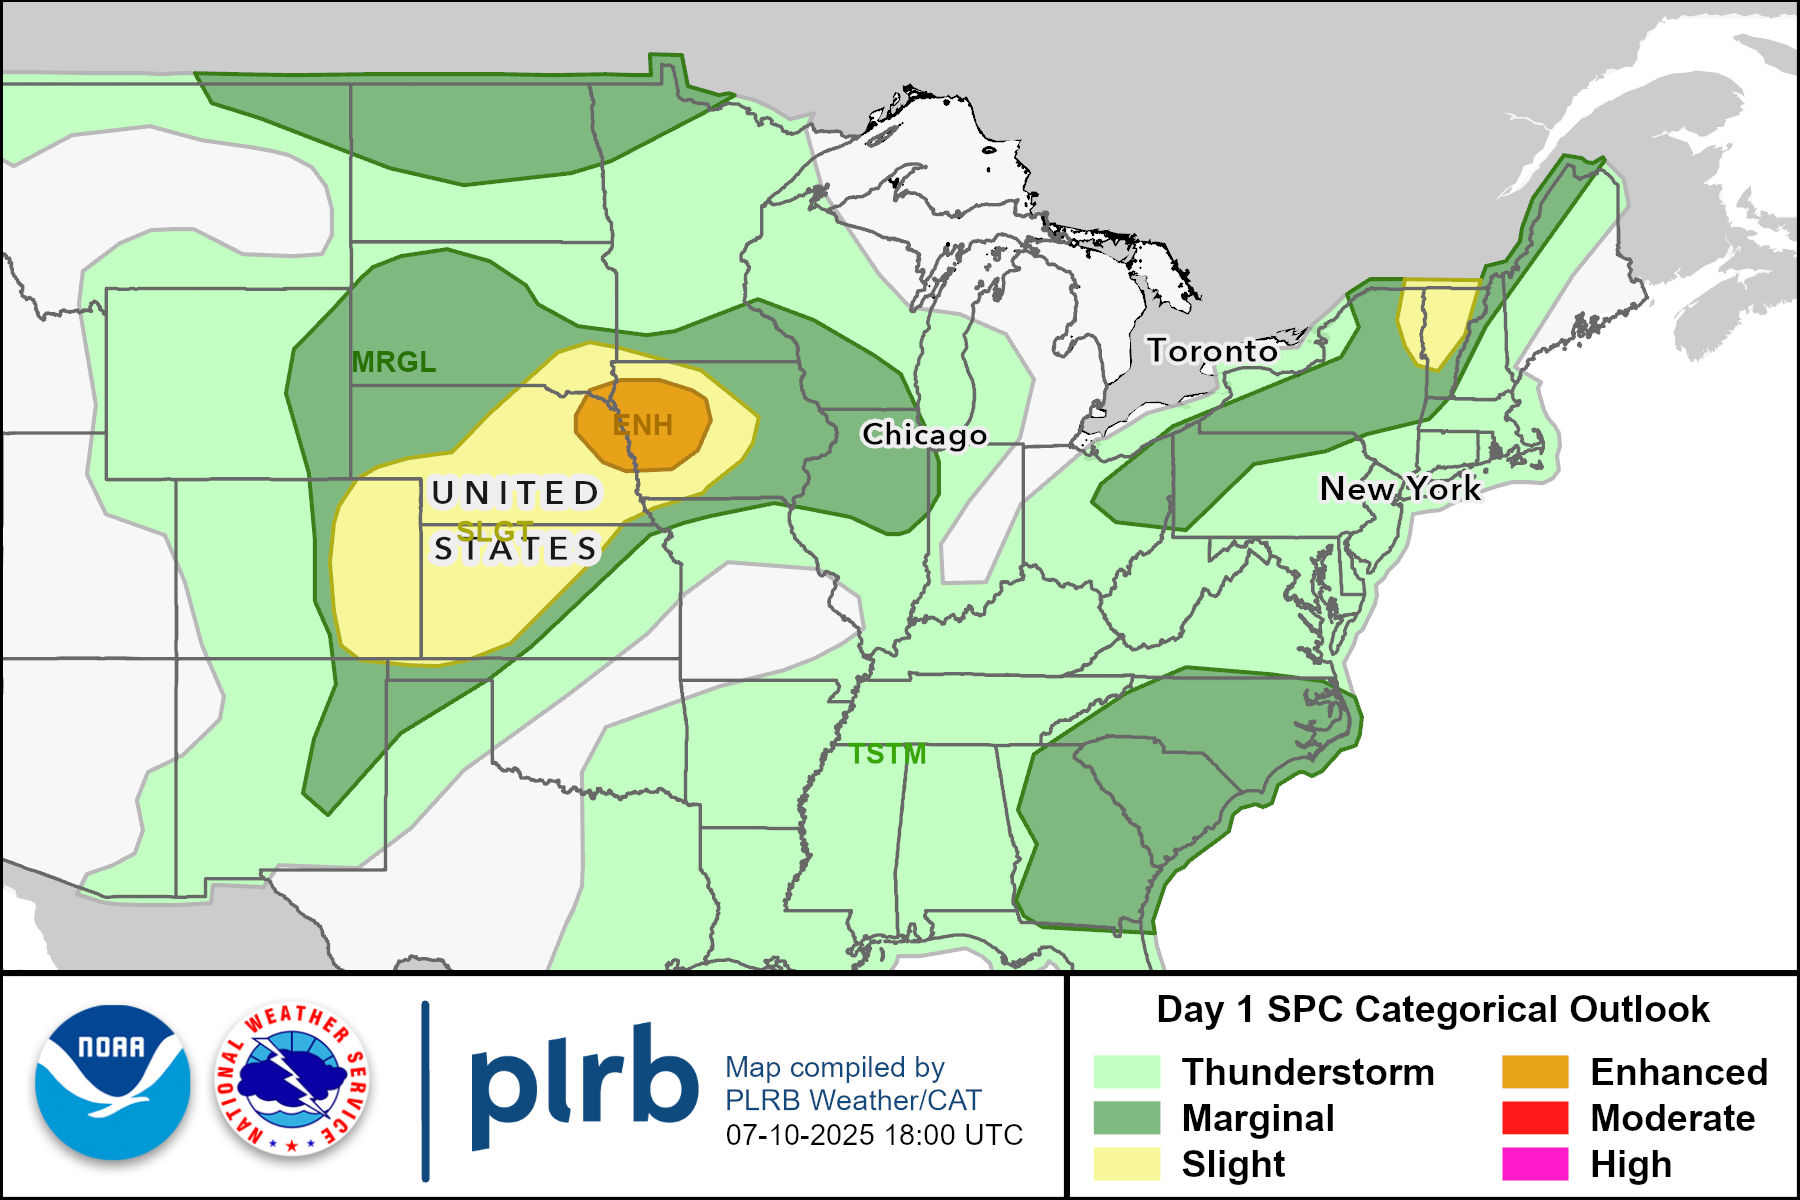 MRGL
Toronto
ENH
Chicago
UNITED
New York
SLGT
STATES
TSTM
NOAA
NATIONAL WEATHER SERVICE
plrb
Map compiled by
PLRB Weather/CAT
07-10-2025 18:00 UTC
Day 1 SPC Categorical Outlook
Thunderstorm
Marginal
Slight
Enhanced
Moderate
High